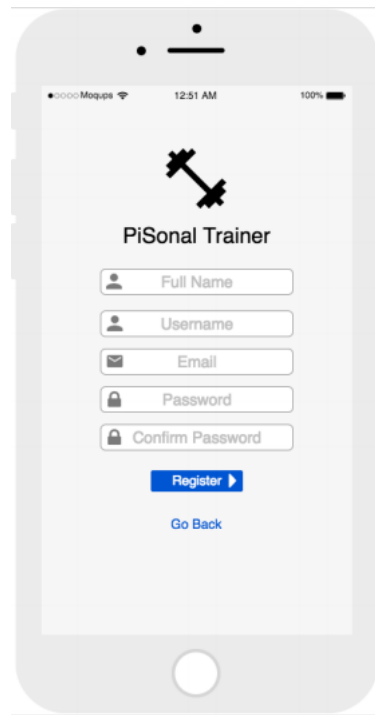 Moqups 12:51 AM 100%
PiSonal Trainer
Full Name
Username
Email
Password
Confirm Password
Register
Go Back